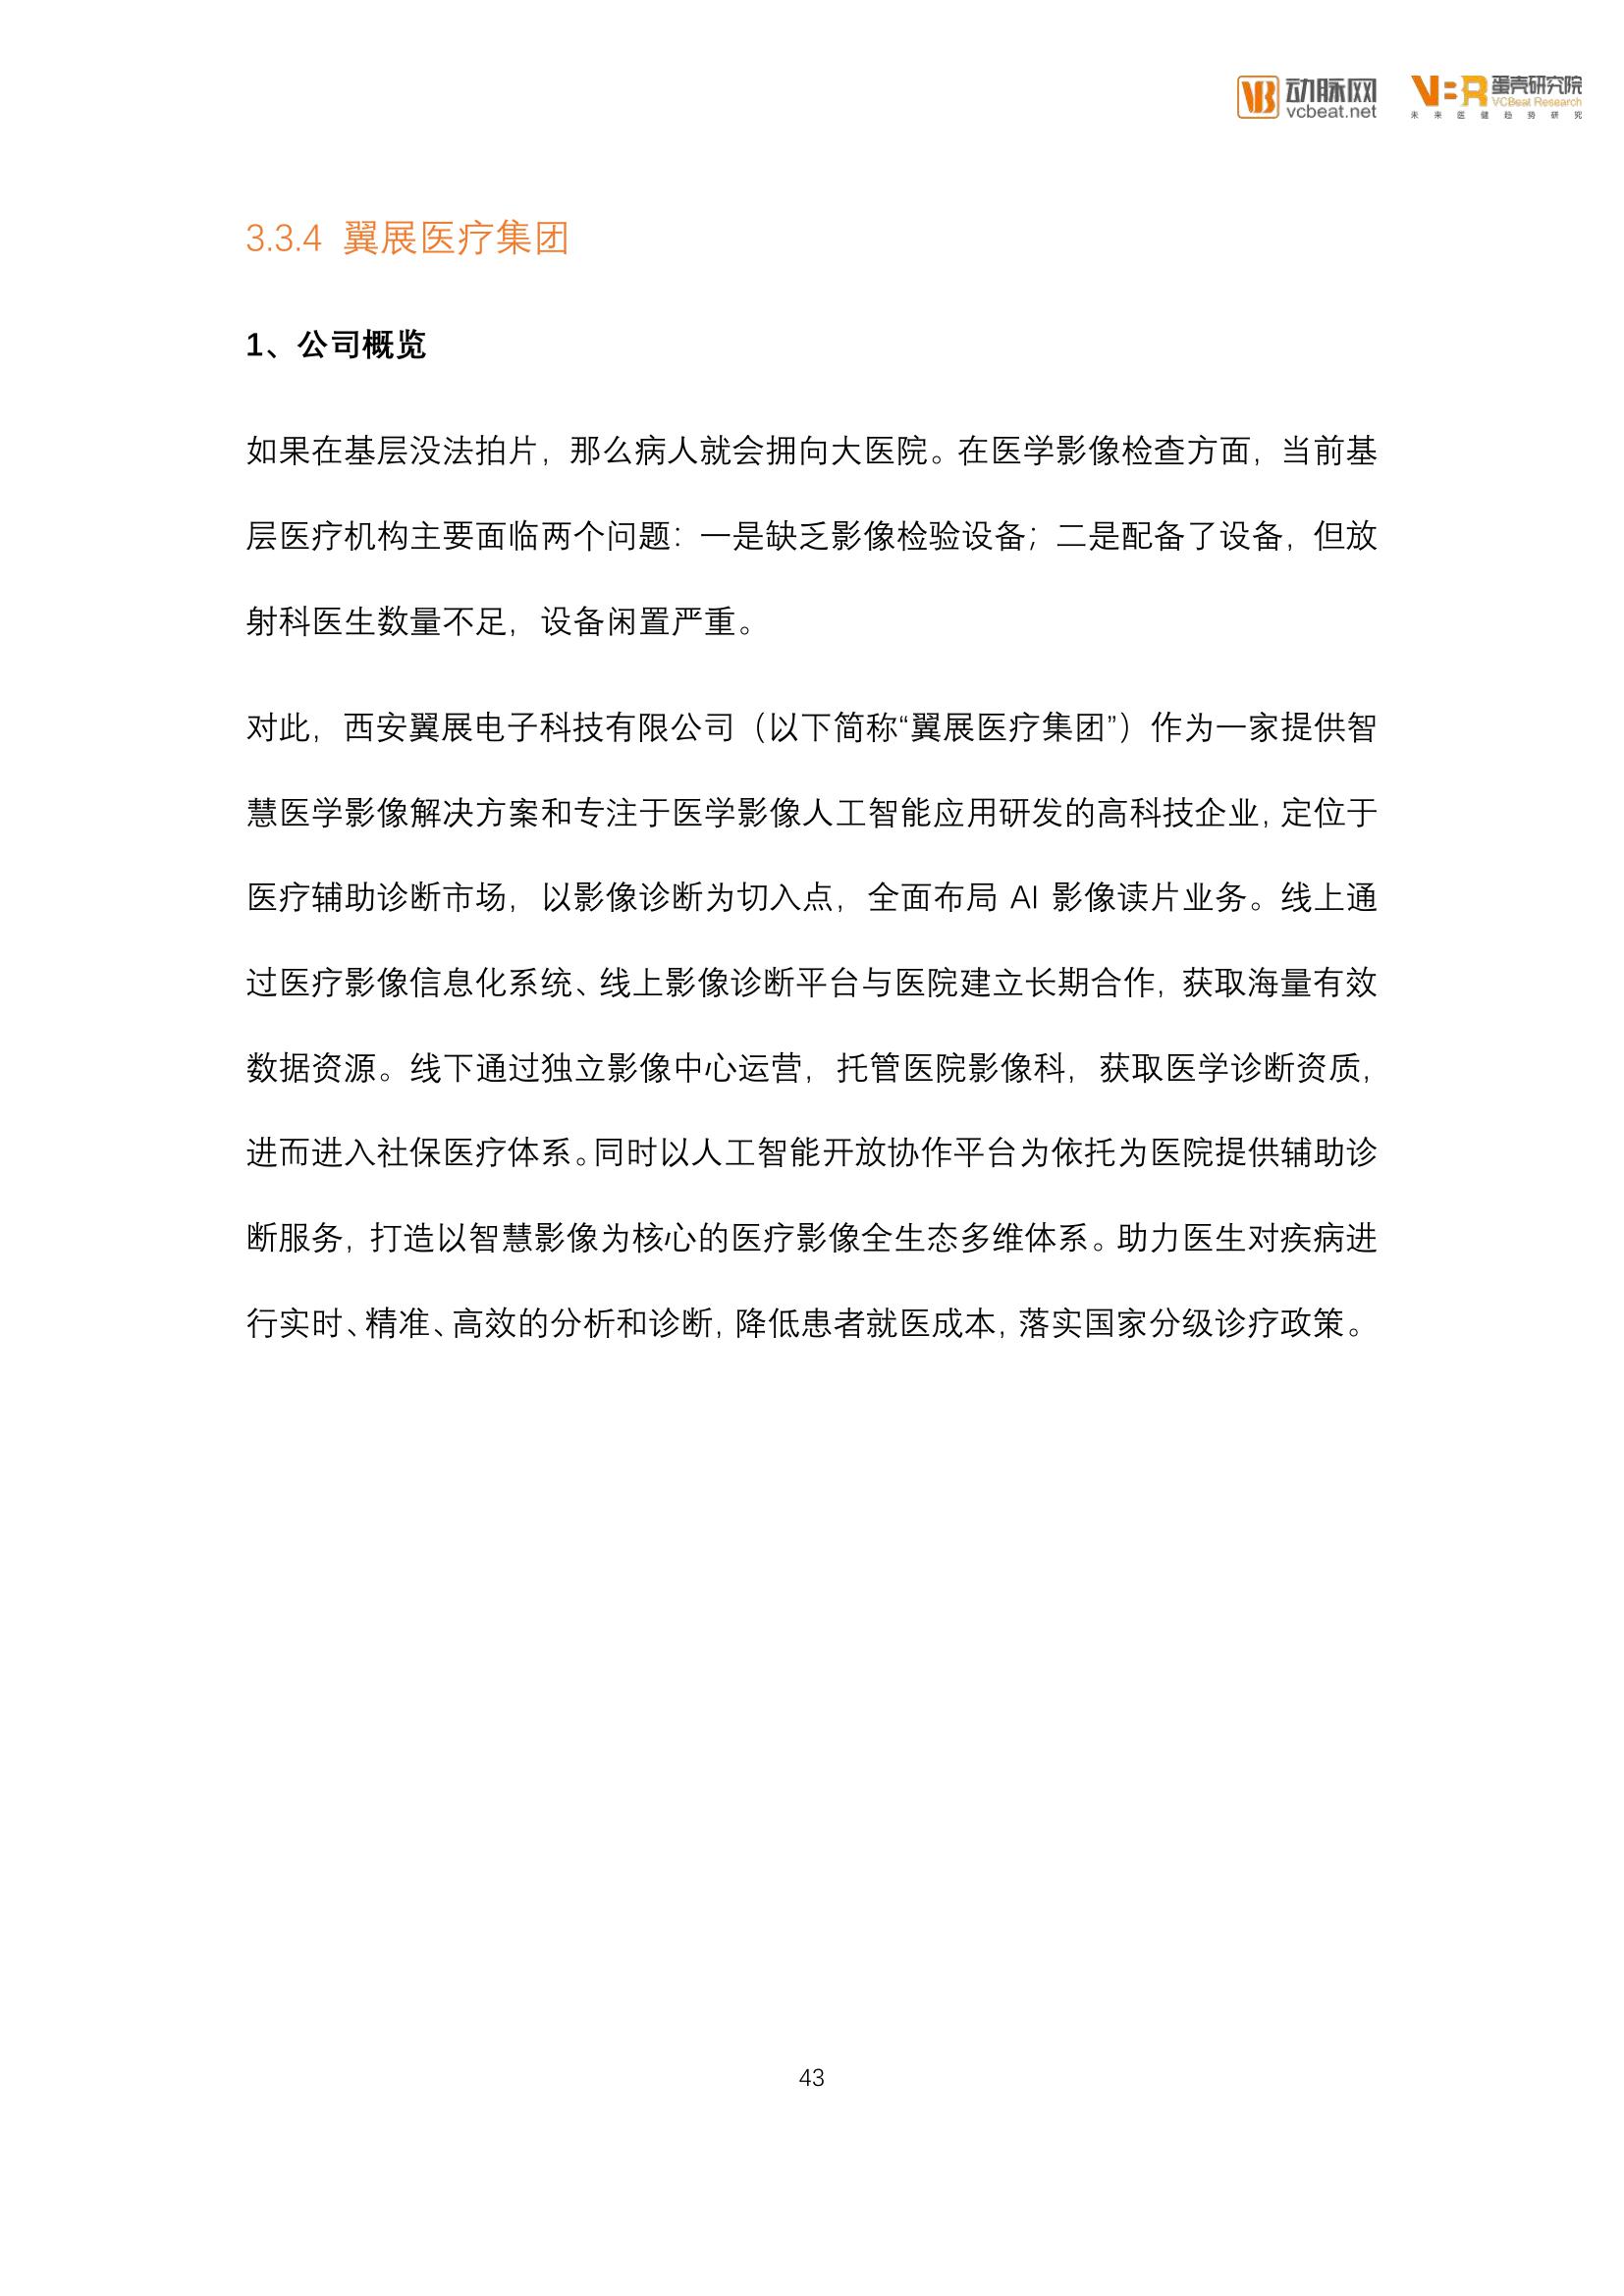 动脉网
vcbeat.net
VBR 蛋壳研究院
VCBeat Research
未来医健趋势研究
3.3.4 翼展医疗集团
1、公司概览
如果在基层没法拍片，那么病人就会拥向大医院。在医学影像检查方面，当前基
层医疗机构主要面临两个问题：一是缺乏影像检验设备；二是配备了设备，但放
射科医生数量不足，设备闲置严重。
对此，西安翼展电子科技有限公司（以下简称“翼展医疗集团”）作为一家提供智
慧医学影像解决方案和专注于医学影像人工智能应用研发的高科技企业，定位于
医疗辅助诊断市场，以影像诊断为切入点，全面布局 AI 影像读片业务。线上通
过医疗影像信息化系统、线上影像诊断平台与医院建立长期合作，获取海量有效
数据资源。线下通过独立影像中心运营，托管医院影像科，获取医学诊断资质，
进而进入社保医疗体系。同时以人工智能开放协作平台为依托为医院提供辅助诊
断服务，打造以智慧影像为核心的医疗影像全生态多维体系。助力医生对疾病进
行实时、精准、高效的分析和诊断，降低患者就医成本，落实国家分级诊疗政策。
43